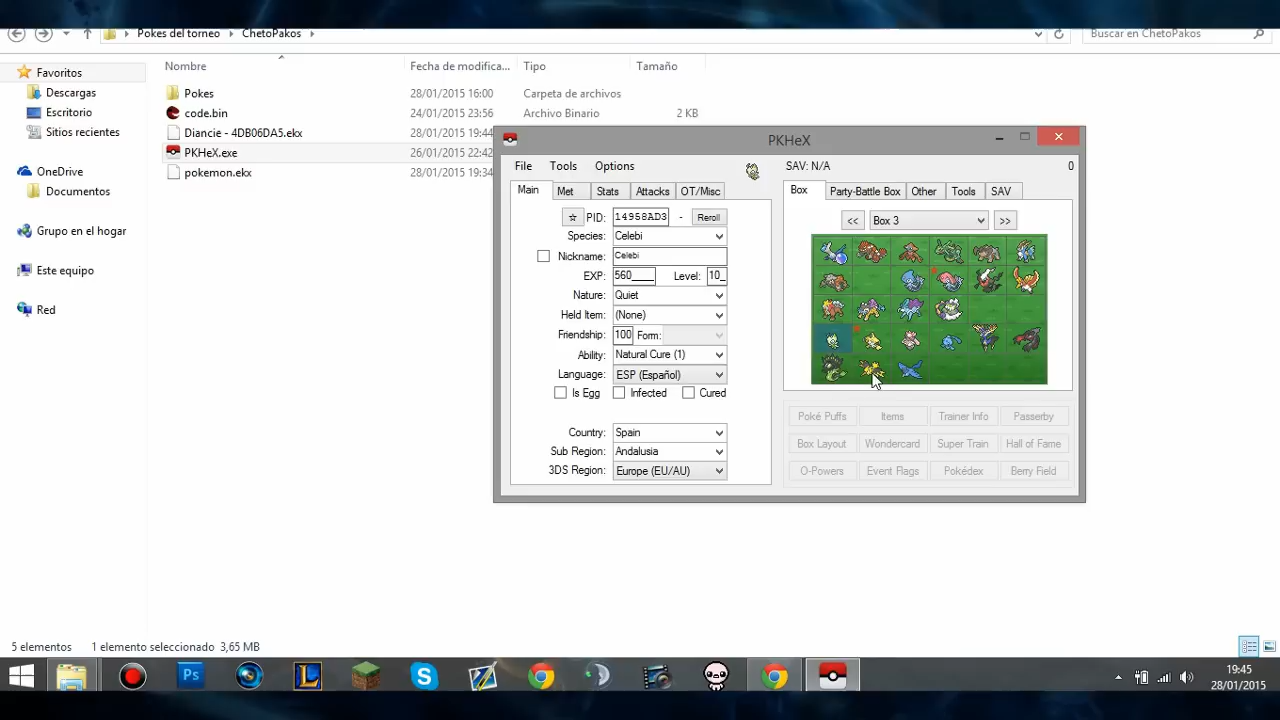 Pokes del torneo
ChetoPakos
Buscar en ChetoPakos
Favoritos
Descargas
Escritorio
Sitios recientes
OneDrive
Documentos
Grupo en el hogar
Este equipo
Red
Nombre Fecha de modifica... Tipo Tamaño
Pokes 28/01/2015 16:00 Carpeta de archivos
code.bin 24/01/2015 23:56 Archivo Binario 2 KB
Diancie - 4DB06DA5.ekx 28/01/2015 19:44
PKHeX.exe 26/01/2015 22:42
pokemon.ekx 28/01/2015 19:34
PKHeX
File Tools Options
SAV: N/A 0
Main Met Stats Attacks OT/Misc
PID: 14958AD3 - Reroll
Species: Celebi
Nickname: Celebi
EXP: 560____ Level: 10_
Nature: Quiet
Held Item: (None)
Friendship: 100 Form:
Ability: Natural Cure (1)
Language: ESP (Español)
Is Egg Infected Cured
Country: Spain
Sub Region: Andalusia
3DS Region: Europe (EU/AU)
Box Party-Battle Box Other Tools SAV
<< Box 3 >>
Poké Puffs Items Trainer Info Passerby
Box Layout Wondercard Super Train Hall of Fame
O-Powers Event Flags Pokédex Berry Field
5 elementos 1 elemento seleccionado 3,65 MB
Ps
L
19:45
28/01/2015